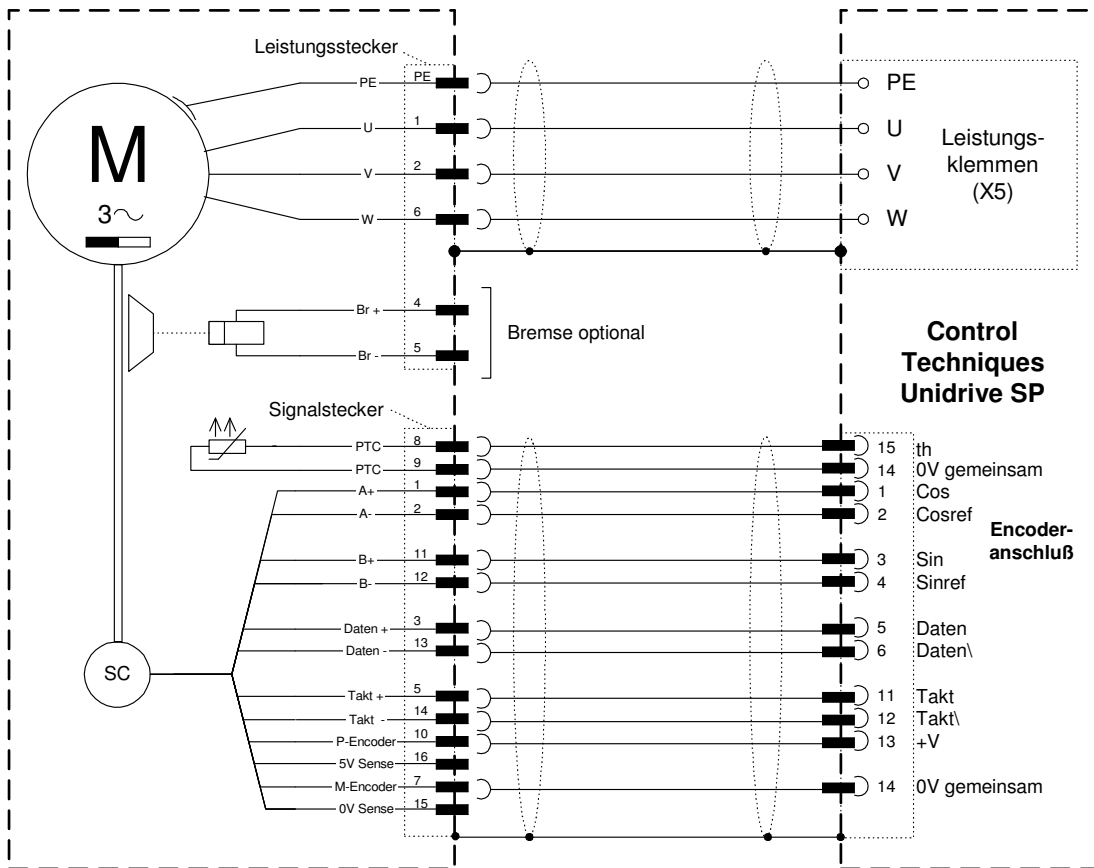 Leistungsstecker
PE PE PE
M
3
U 1 U
V 2 V
W 6 W
Leistungs-
klemmen
(X5)
Br + 4
Br - 5
Bremse optional
Control
Techniques
Unidrive SP
Signalstecker
PTC 8 15 th
PTC 9 14 0V gemeinsam
A+ 1 1 Cos
A- 2 2 Cosref
Encoder-
anschluß
B+ 11 3 Sin
B- 12 4 Sinref
Daten + 3 5 Daten
Daten - 13 6 Daten\
SC
Takt + 5 11 Takt
Takt - 14 12 Takt\
P-Encoder 10 13 +V
5V Sense 16
M-Encoder 7 14 0V gemeinsam
0V Sense 15